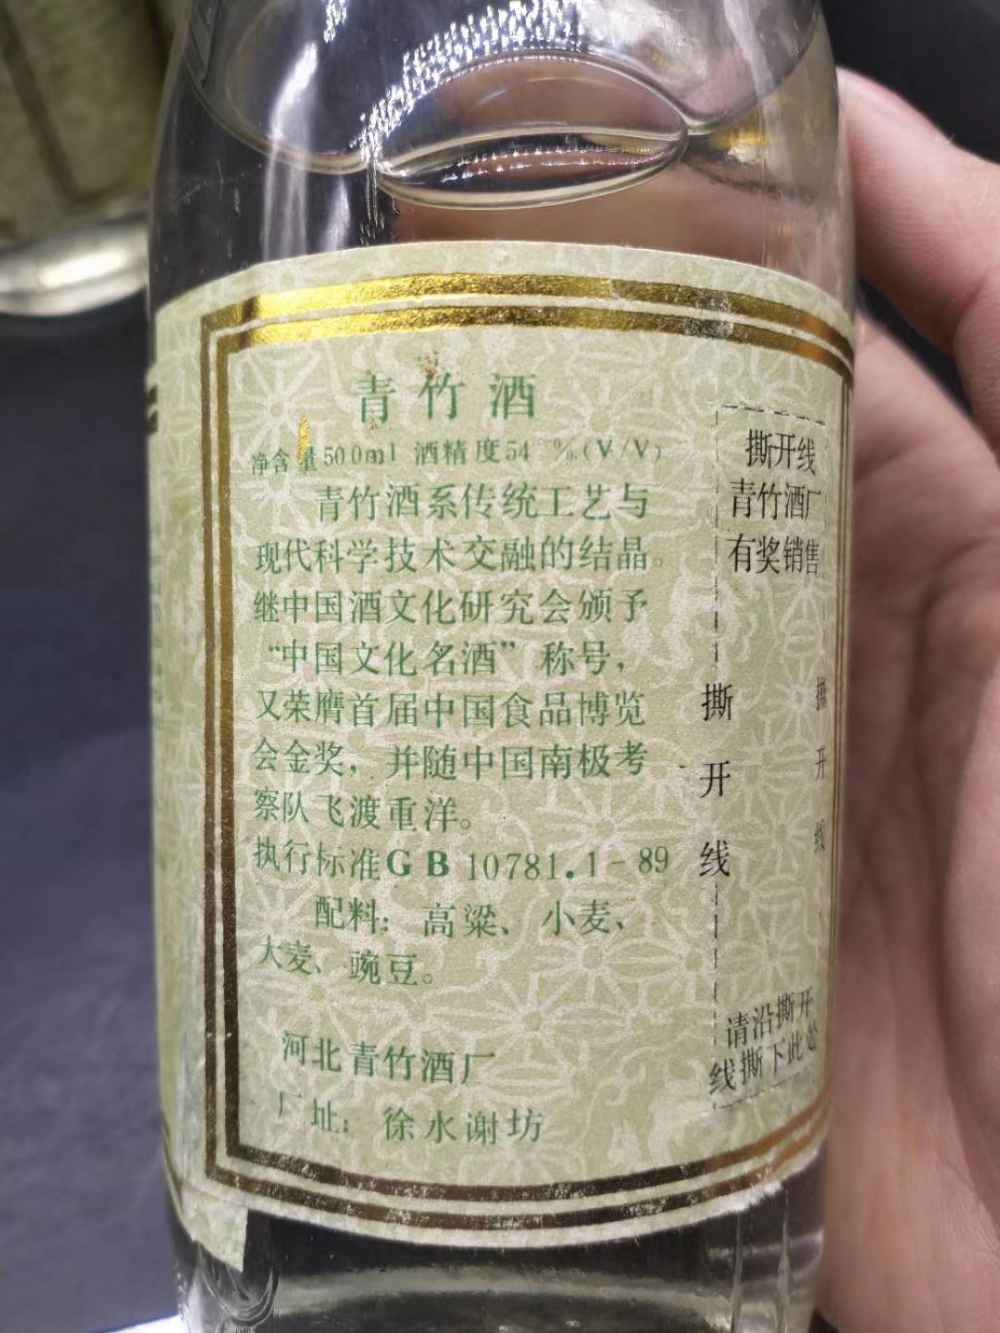 青竹酒
净含量500ml 酒精度54 %(V/V)
青竹酒系传统工艺与
现代科学技术交融的结晶。
继中国酒文化研究会颁予
“中国文化名酒”称号，
又荣膺首届中国食品博览
会金奖，并随中国南极考
察队飞渡重洋。
执行标准GB 10781.1-89
配料：高粱、小麦、
大麦、豌豆。
河北青竹酒厂
厂址：徐水谢坊
撕开线
青竹酒厂
有奖销售
撕开线
撕开线
请沿撕开
线撕下此处